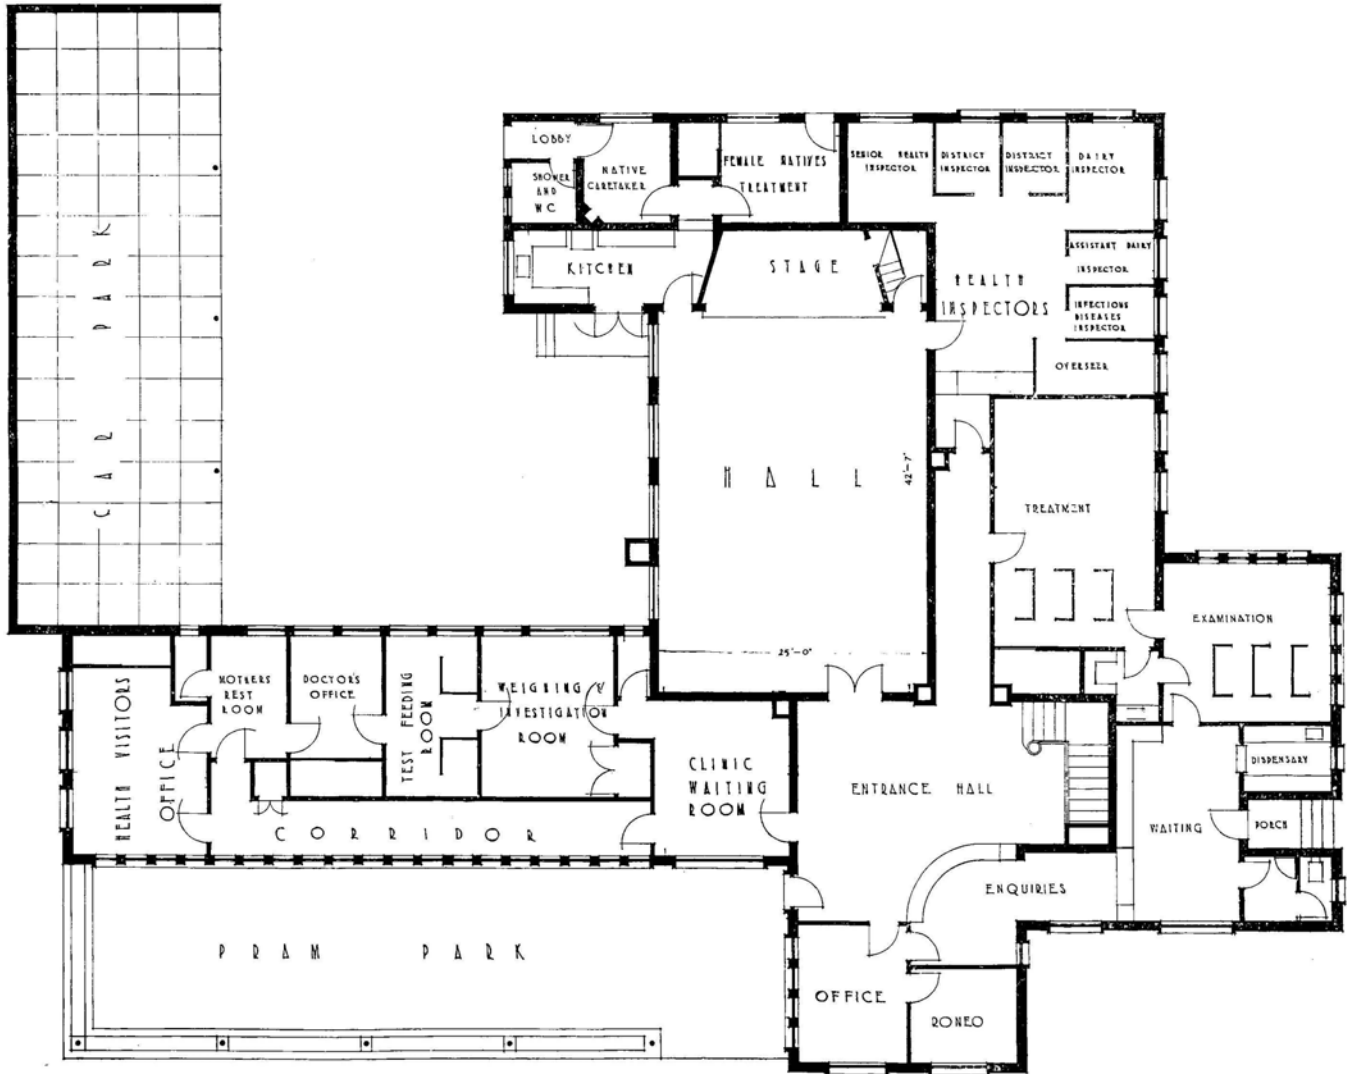 CAR PARK
LOBBY
SHOWER
AND
W.C
NATIVE
CARETAKER
FEMALE NATIVES
TREATMENT
SENIOR HEALTH
INSPECTOR
DISTRICT
INSPECTOR
DISTRICT
INSPECTOR
DAIRY
INSPECTOR
KITCHEN
STAGE
ASSISTANT DAIRY
INSPECTOR
HEALTH
INSPECTORS
INFECTIONS
DISEASES
INSPECTOR
OVERSEER
HALL
42'-7"
TREATMENT
25'-0"
EXAMINATION
HEALTH VISITORS
OFFICE
MOTHERS
REST
ROOM
DOCTOR'S
OFFICE
TEST FEEDING
ROOM
WEIGHING &
INVESTIGATION
ROOM
CLINIC
WAITING
ROOM
ENTRANCE HALL
DISPENSARY
WAITING
PORCH
CORRIDOR
ENQUIRIES
PRAM PARK
OFFICE
RONEO